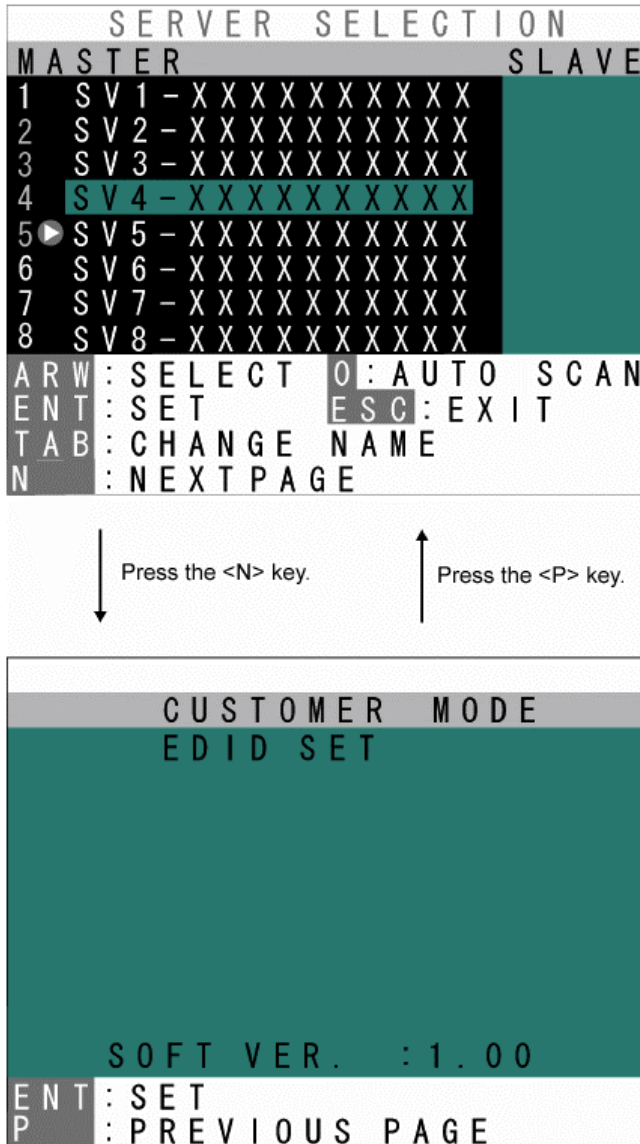 SERVER SELECTION
MASTER SLAVE
1 SV1-XXXXXXXXXX
2 SV2-XXXXXXXXXX
3 SV3-XXXXXXXXXX
4 SV4-XXXXXXXXXX
5 SV5-XXXXXXXXXX
6 SV6-XXXXXXXXXX
7 SV7-XXXXXXXXXX
8 SV8-XXXXXXXXXX
ARW:SELECT 0:AUTO SCAN
ENT:SET ESC:EXIT
TAB:CHANGE NAME
N :NEXTPAGE
Press the <N> key. Press the <P> key.
CUSTOMER MODE
EDID SET
SOFT VER. :1.00
ENT:SET
P :PREVIOUS PAGE